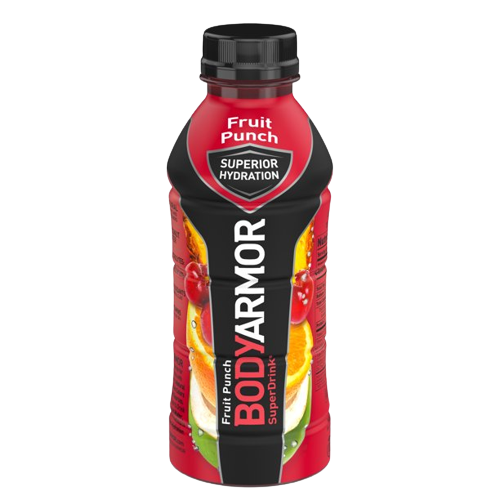 Fruit
Punch
SUPERIOR
HYDRATION
Fruit Punch
BODYARMOR
SuperDrink